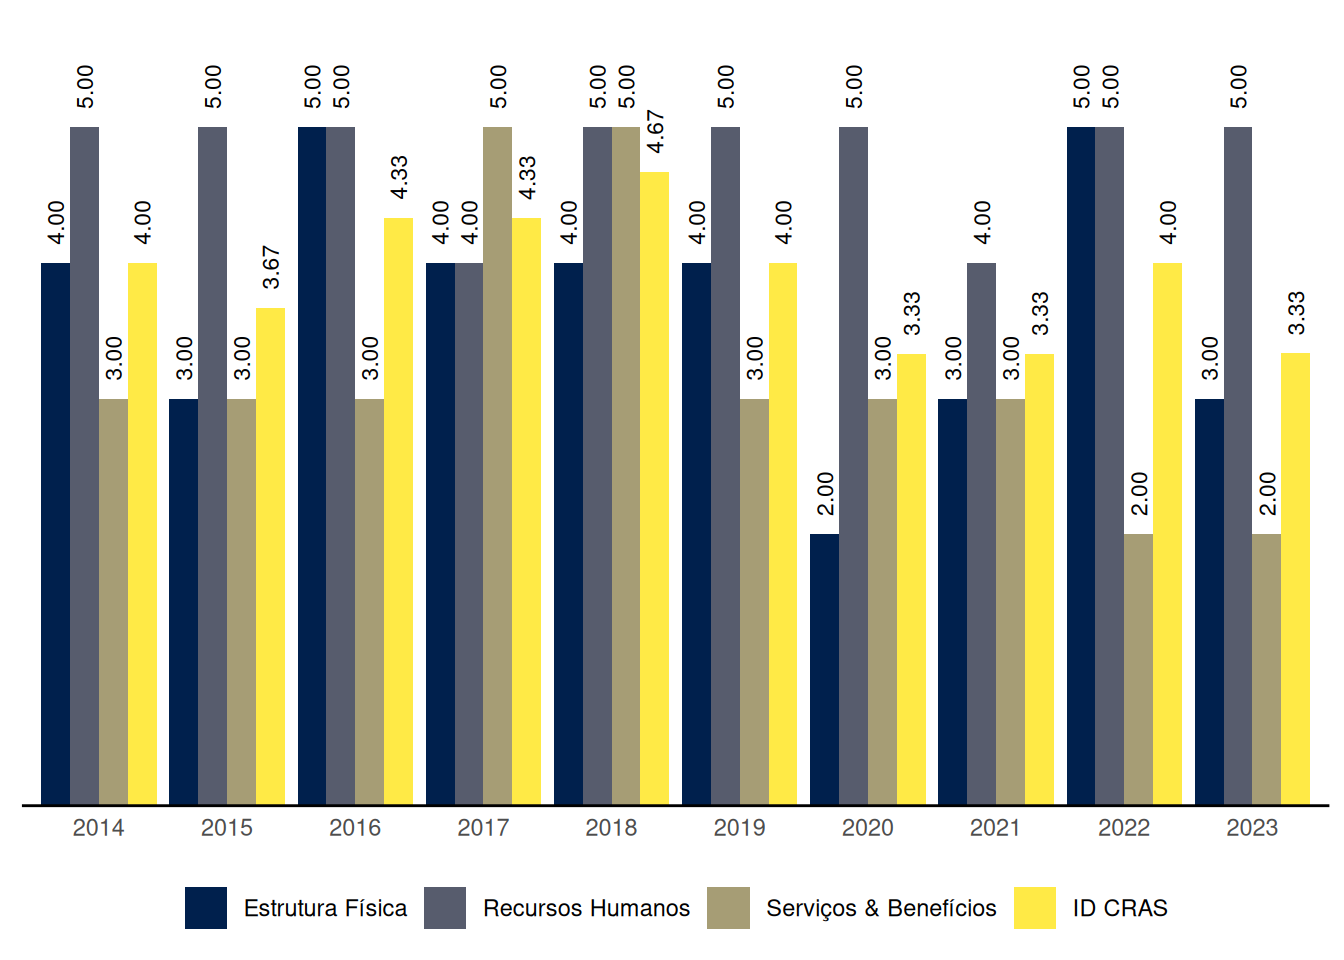 5.00 5.00 5.00 5.00 5.00 5.00 5.00 5.00 5.00 5.00 5.00 5.00
4.67
4.33 4.33
4.00 4.00 4.00 4.00 4.00 4.00 4.00 4.00 4.00
3.67
3.33 3.33 3.33
3.00 3.00 3.00 3.00 3.00 3.00 3.00 3.00 3.00
2.00 2.00 2.00
2014 2015 2016 2017 2018 2019 2020 2021 2022 2023
Estrutura Física Recursos Humanos Serviços & Benefícios ID CRAS